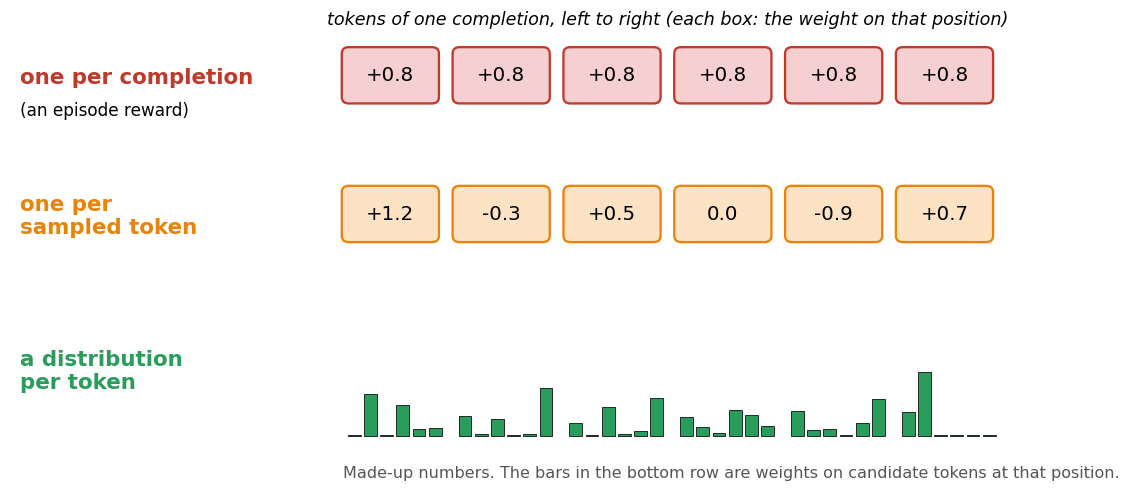 tokens of one completion, left to right (each box: the weight on that position)
one per completion
(an episode reward)
+0.8 +0.8 +0.8 +0.8 +0.8 +0.8
one per
sampled token
+1.2 -0.3 +0.5 0.0 -0.9 +0.7
a distribution
per token
Made-up numbers. The bars in the bottom row are weights on candidate tokens at that position.